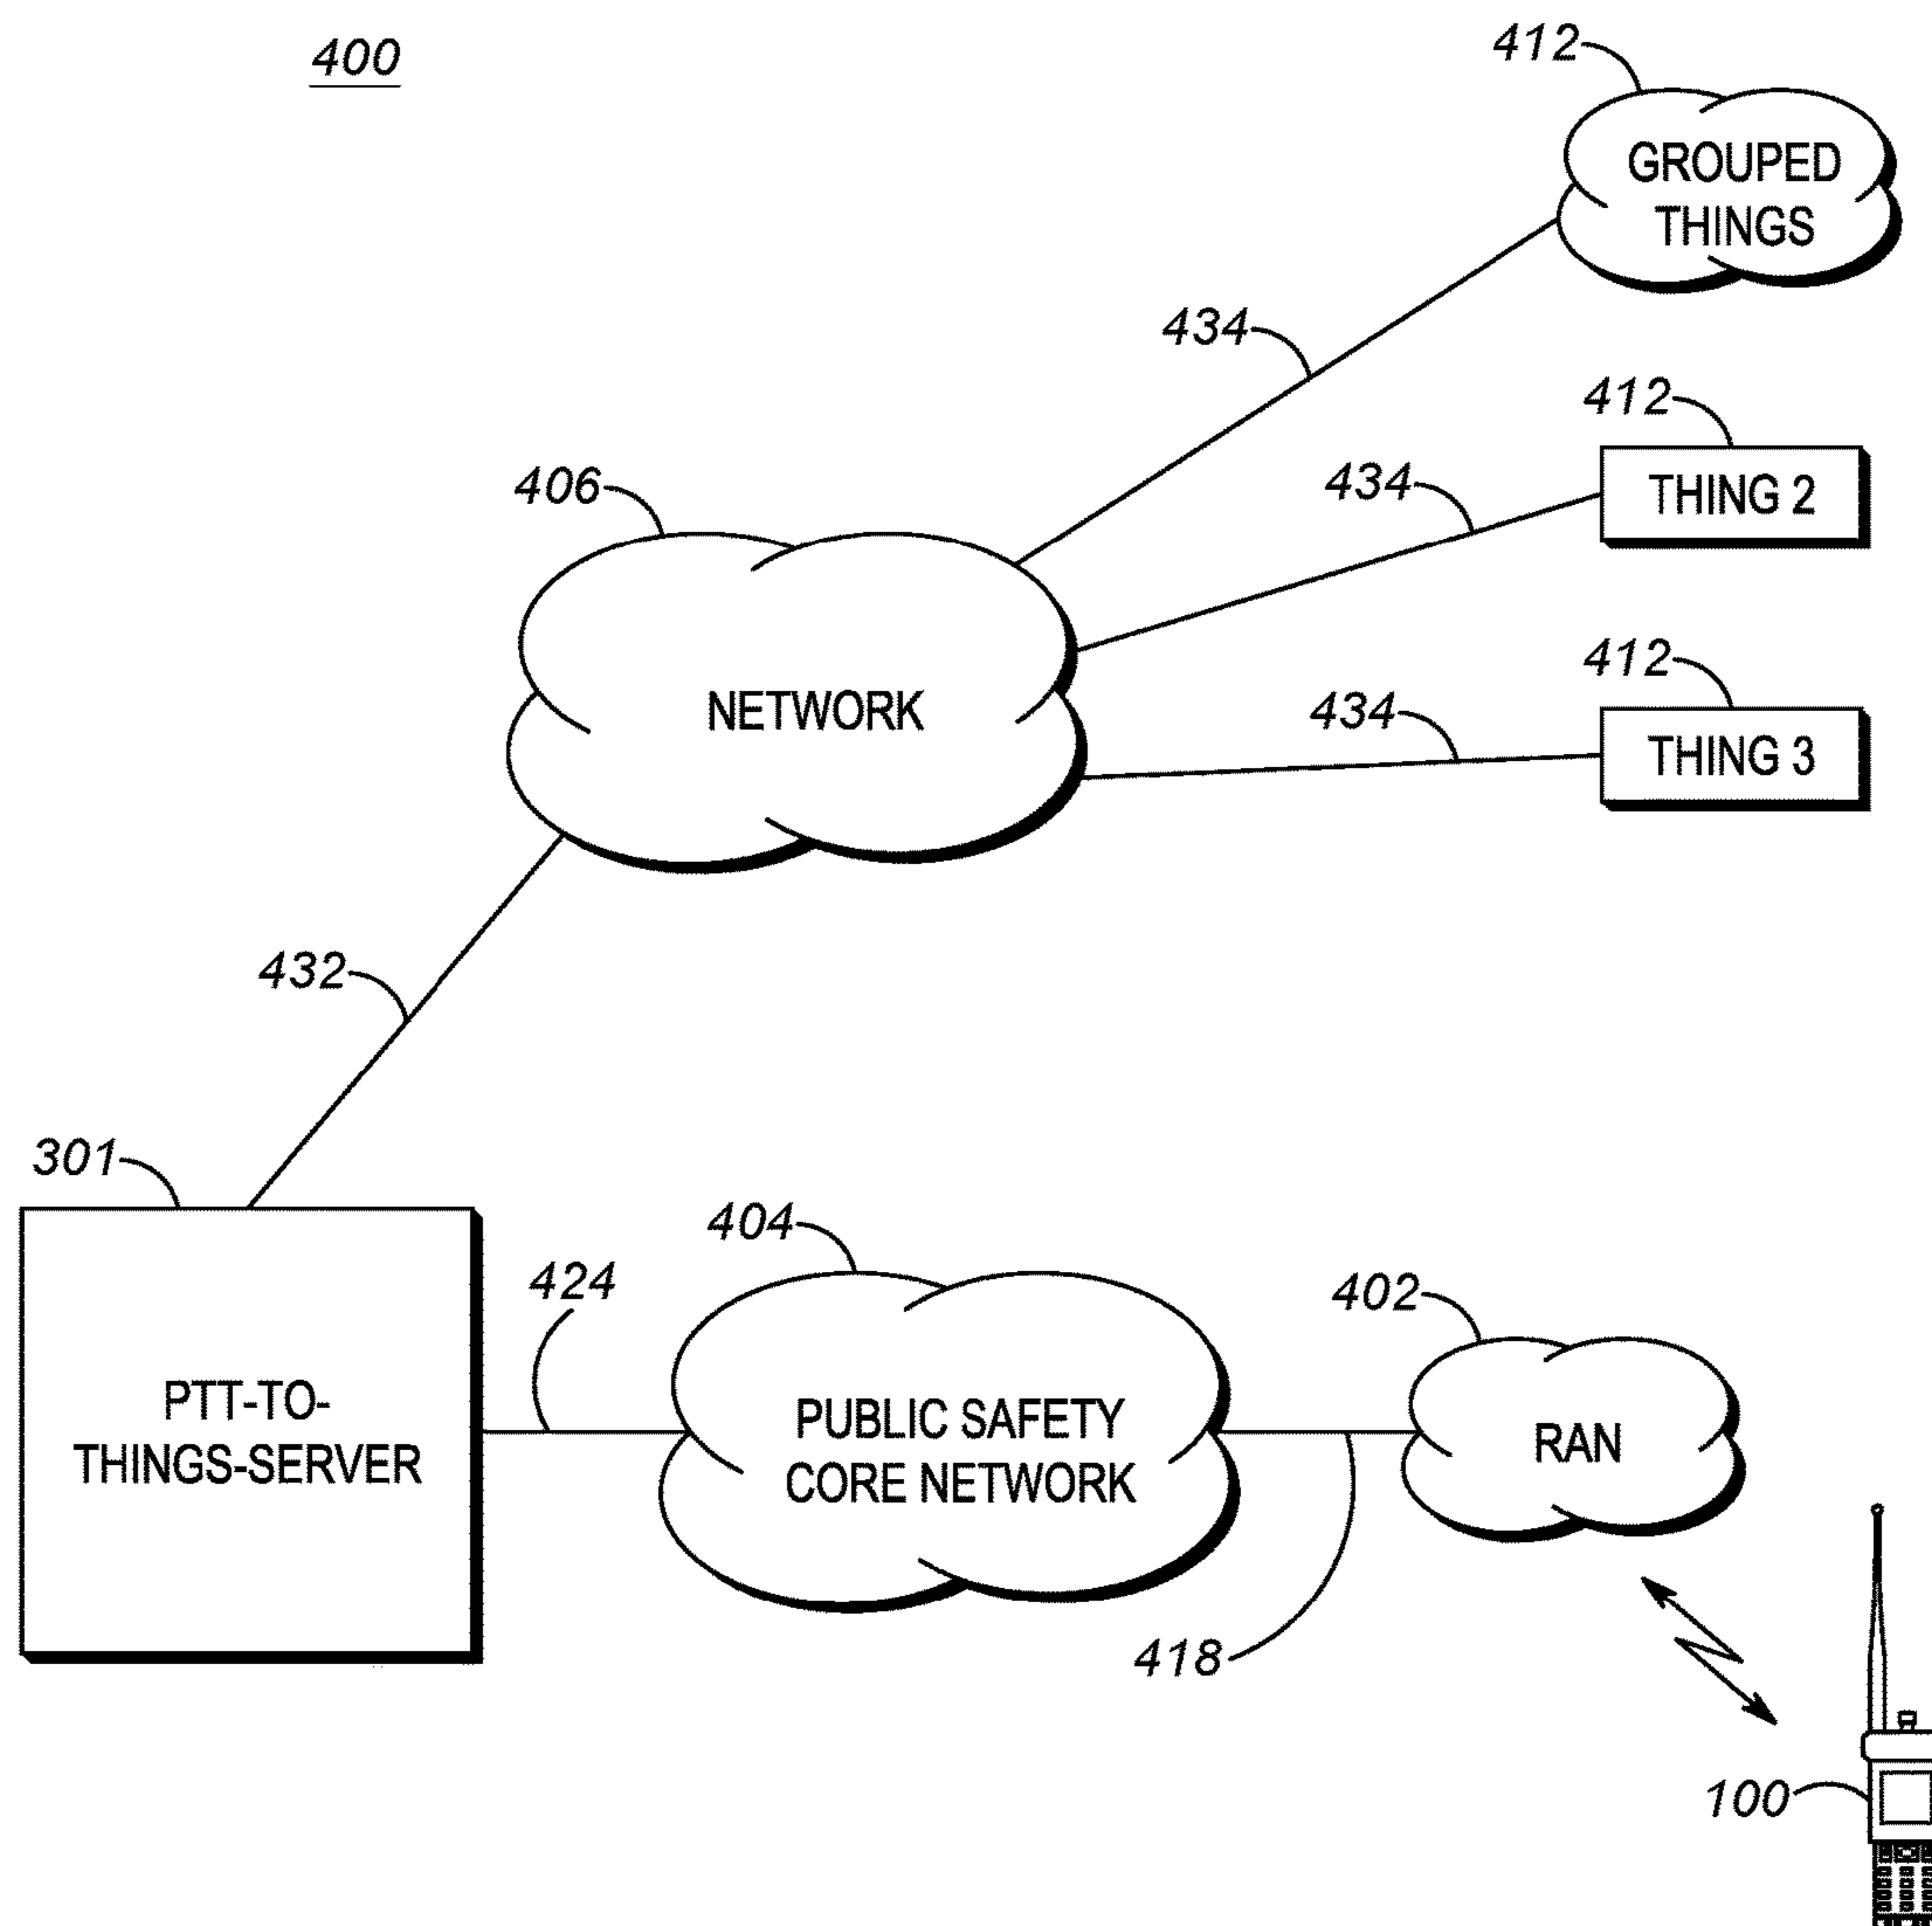 400
412
GROUPED
THINGS
434
412
THING 2
434
406
412
THING 3
434
NETWORK
432
301
PTT-TO-
THINGS-SERVER
424
404
PUBLIC SAFETY
CORE NETWORK
402
RAN
418
100